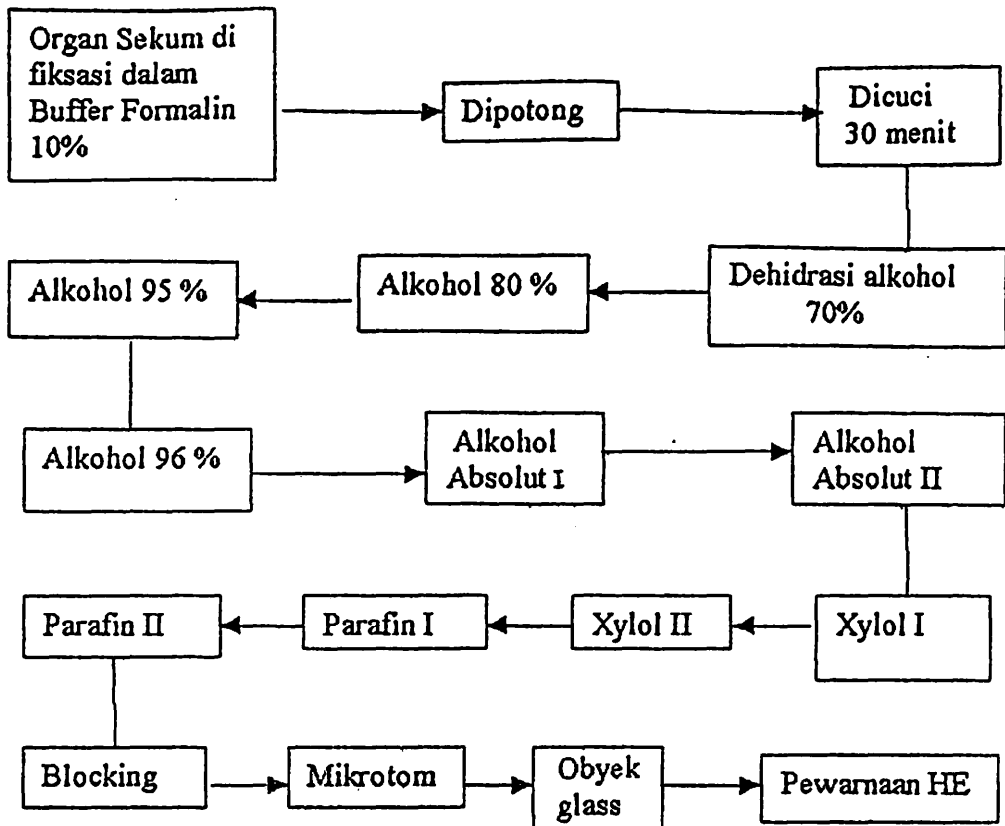 Organ Sekum di
fiksasi dalam
Buffer Formalin
10%
Dipotong
Dicuci
30 menit
Dehidrasi alkohol
70%
Alkohol 80 %
Alkohol 95 %
Alkohol 96 %
Alkohol
Absolut I
Alkohol
Absolut II
Xylol I
Xylol II
Parafin I
Parafin II
Blocking
Mikrotom
Obyek
glass
Pewarnaan HE